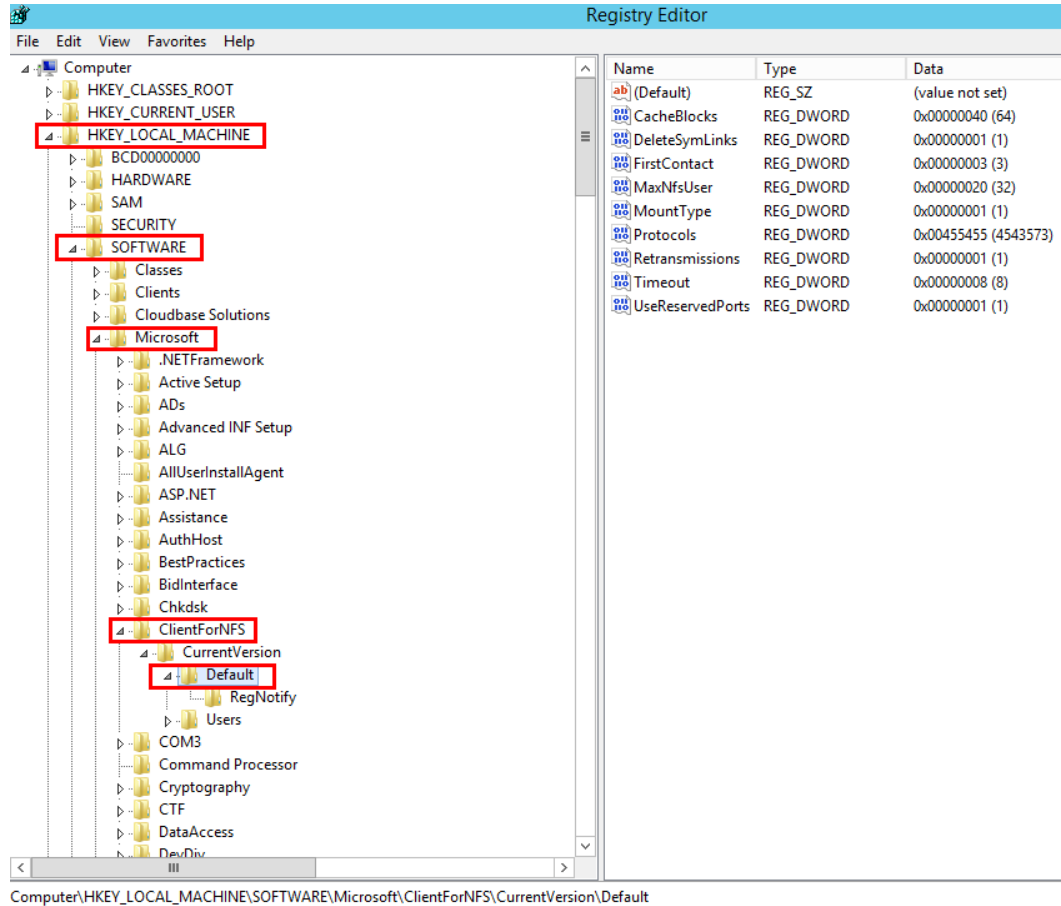 Registry Editor
File Edit View Favorites Help
Computer
HKEY_CLASSES_ROOT
HKEY_CURRENT_USER
HKEY_LOCAL_MACHINE
BCD00000000
HARDWARE
SAM
SECURITY
SOFTWARE
Classes
Clients
Cloudbase Solutions
Microsoft
.NETFramework
Active Setup
ADs
Advanced INF Setup
ALG
AllUserInstallAgent
ASP.NET
Assistance
AuthHost
BestPractices
BidInterface
Chkdsk
ClientForNFS
CurrentVersion
Default
RegNotify
Users
COM3
Command Processor
Cryptography
CTF
DataAccess
DevDiv
Name Type Data
(Default) REG_SZ (value not set)
CacheBlocks REG_DWORD 0x00000040 (64)
DeleteSymLinks REG_DWORD 0x00000001 (1)
FirstContact REG_DWORD 0x00000003 (3)
MaxNfsUser REG_DWORD 0x00000020 (32)
MountType REG_DWORD 0x00000001 (1)
Protocols REG_DWORD 0x00455455 (4543573)
Retransmissions REG_DWORD 0x00000001 (1)
Timeout REG_DWORD 0x00000008 (8)
UseReservedPorts REG_DWORD 0x00000001 (1)
Computer\HKEY_LOCAL_MACHINE\SOFTWARE\Microsoft\ClientForNFS\CurrentVersion\Default